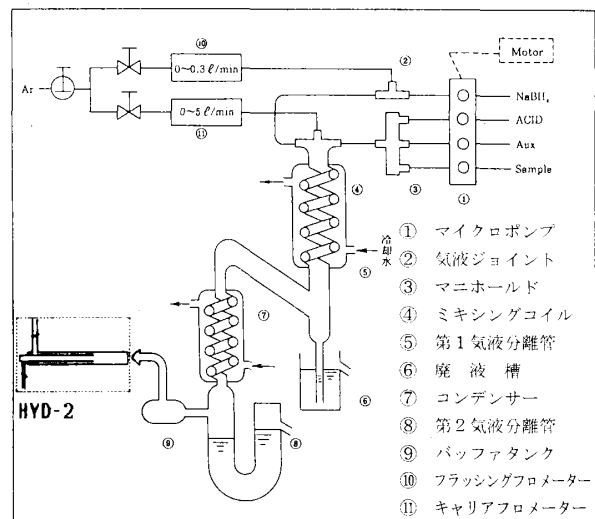 ⑩
②
Motor
Ar
0~0.3ℓ/min
NaBH₄
0~5ℓ/min
ACID
Aux
⑪
Sample
④
③
①
冷却水
⑤
⑦
⑥
HYD-2
⑨
⑧
① マイクロポンプ
② 気液ジョイント
③ マニホールド
④ ミキシングコイル
⑤ 第1気液分離管
⑥ 廃液槽
⑦ コンデンサー
⑧ 第2気液分離管
⑨ バッファタンク
⑩ フラッシングフロメーター
⑪ キャリアフロメーター